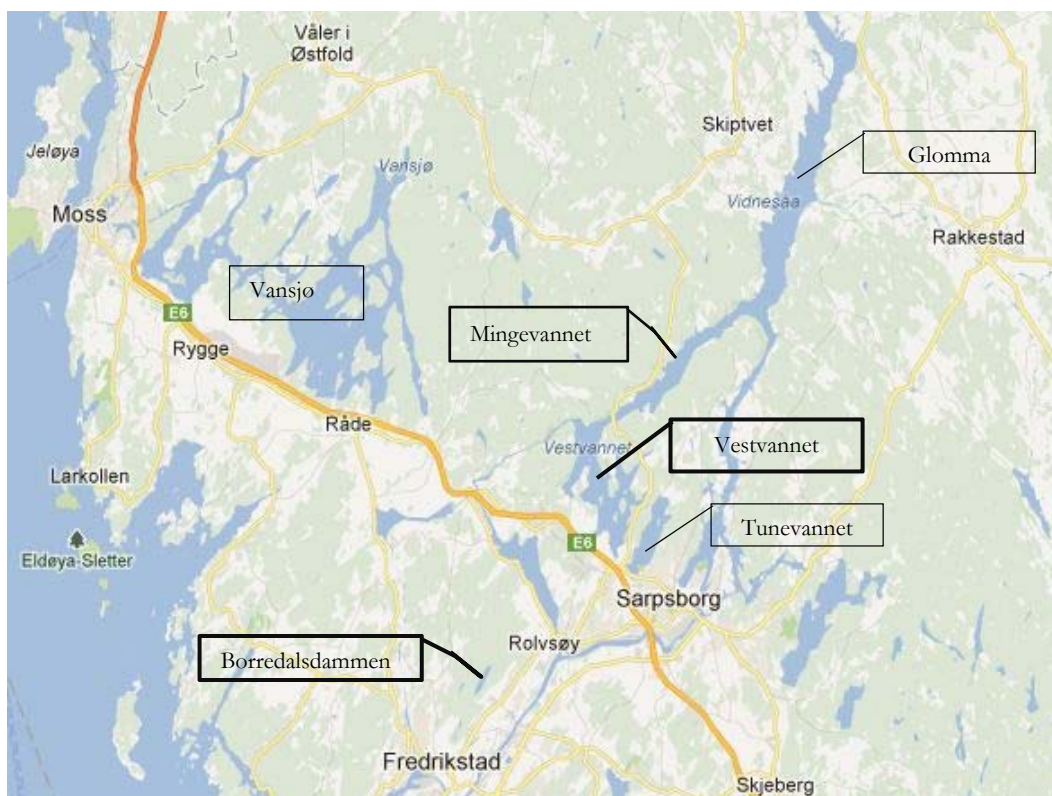 Våler i
Østfold
Skiptvet
Glomma
Jeløya
Vansjø
Vidnesaa
Moss
Rakkestad
Vansjø
E6
Mingevannet
Rygge
Råde
Vestvannet
Vestvannet
Larkollen
Tunevannet
E6
Eldøya-Sletter
Sarpsborg
Rolvsøy
Borredalsdammen
Fredrikstad
Skjeberg